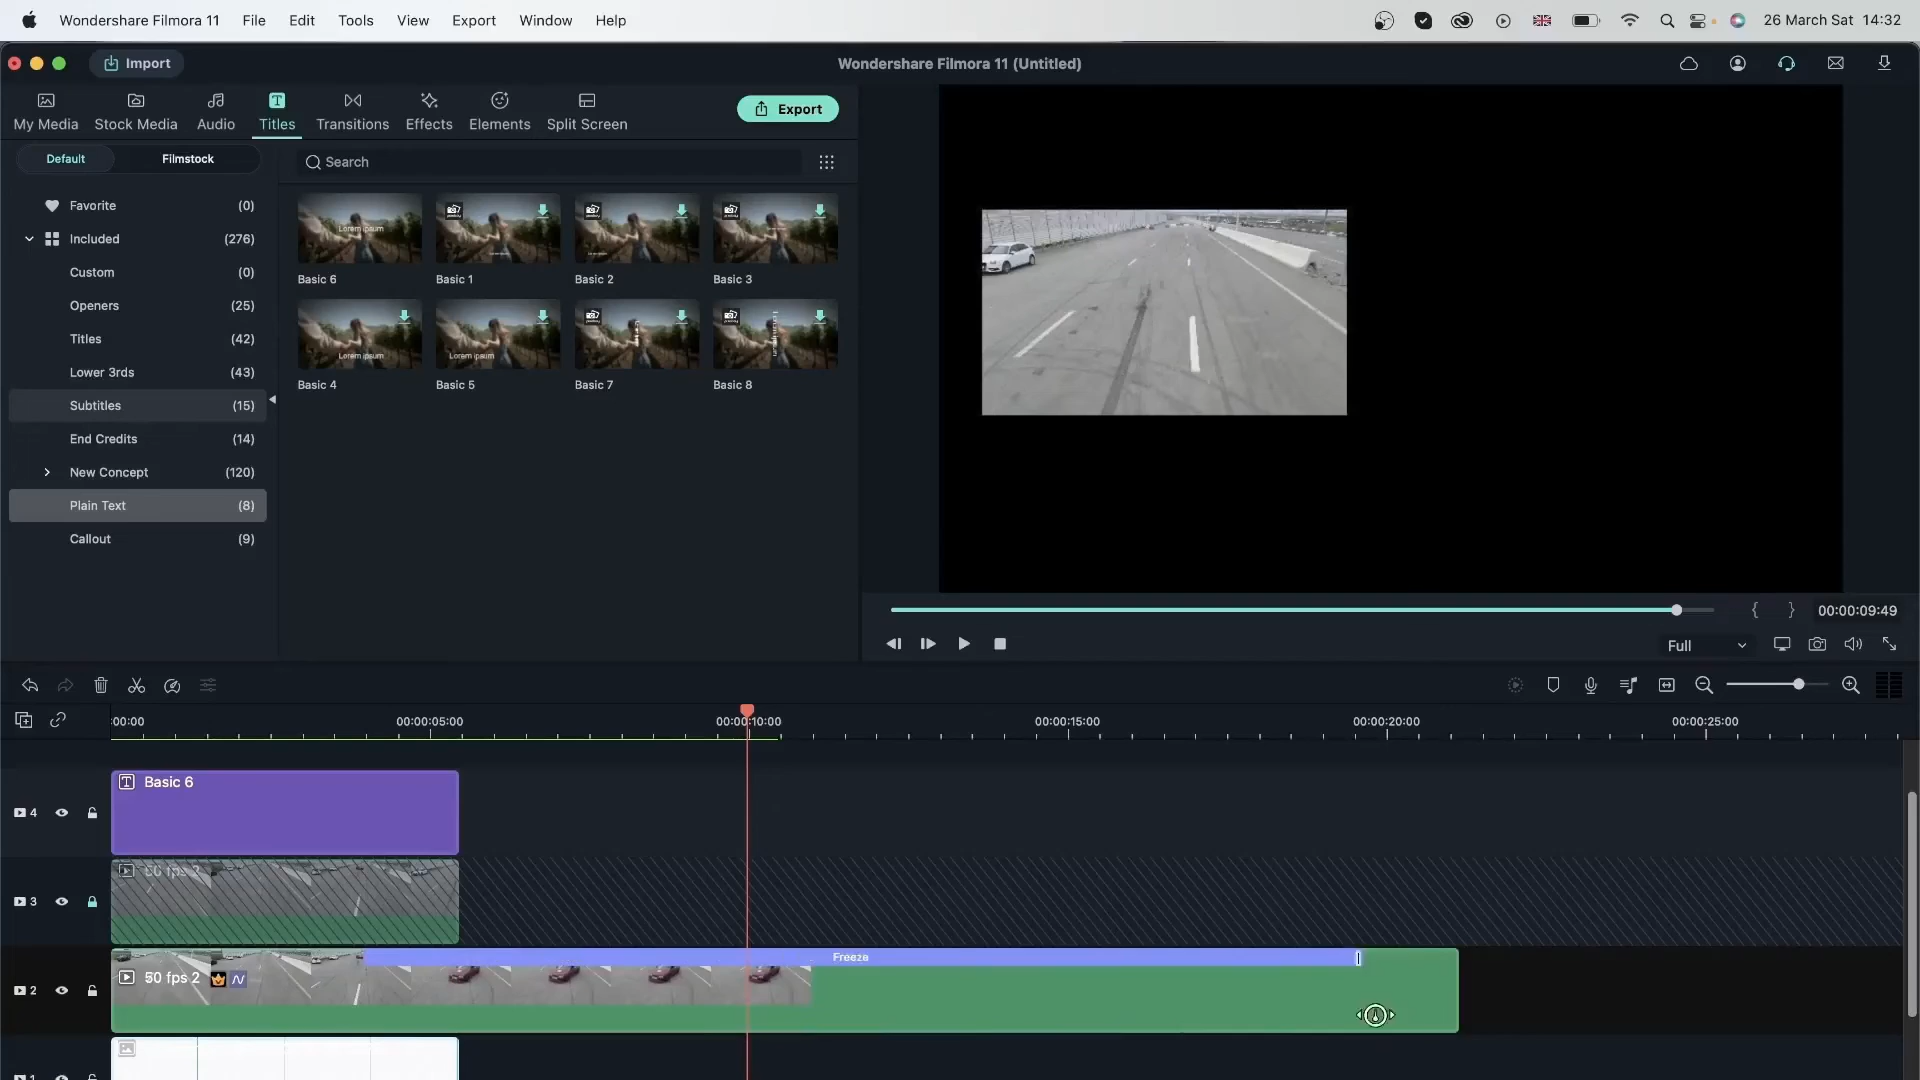 Wondershare Filmora 11 File Edit Tools View Export Window Help 26 March Sat 14:32
Import Wondershare Filmora 11 (Untitled)
My Media Stock Media Audio Titles Transitions Effects Elements Split Screen Export
Default Filmstock Search
Favorite (0)
Included (276)
Custom (0)
Openers (25)
Titles (42)
Lower 3rds (43)
Subtitles (15)
End Credits (14)
New Concept (120)
Plain Text (8)
Callout (9)
Lorem ipsum
Basic 6 Basic 1 Basic 2 Basic 3
Lorem ipsum Lorem ipsum
Basic 4 Basic 5 Basic 7 Basic 8
{ } 00:00:09:49
Full
:00:00 00:00:05:00 00:00:10:00 00:00:15:00 00:00:20:00 00:00:25:00
4 Basic 6
3 50 fps 2
Freeze
2 50 fps 2
1